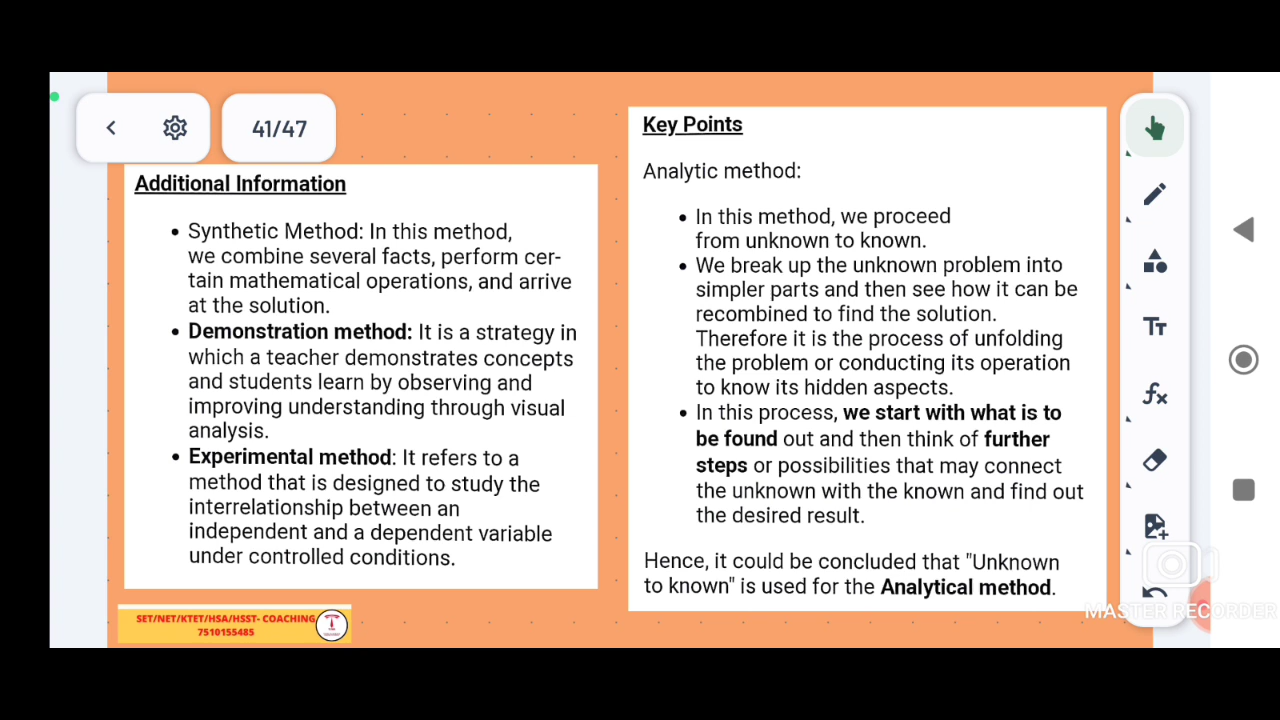 41/47
Additional Information
• Synthetic Method: In this method,
we combine several facts, perform cer-
tain mathematical operations, and arrive
at the solution.
• Demonstration method: It is a strategy in
which a teacher demonstrates concepts
and students learn by observing and
improving understanding through visual
analysis.
• Experimental method: It refers to a
method that is designed to study the
interrelationship between an
independent and a dependent variable
under controlled conditions.
SET/NET/KTET/HSA/HSST- COACHING
7510155485
Key Points
Analytic method:
• In this method, we proceed
from unknown to known.
• We break up the unknown problem into
simpler parts and then see how it can be
recombined to find the solution.
Therefore it is the process of unfolding
the problem or conducting its operation
to know its hidden aspects.
• In this process, we start with what is to
be found out and then think of further
steps or possibilities that may connect
the unknown with the known and find out
the desired result.
Hence, it could be concluded that "Unknown
to known" is used for the Analytical method.
Tт
fx
MASTER RECORDER